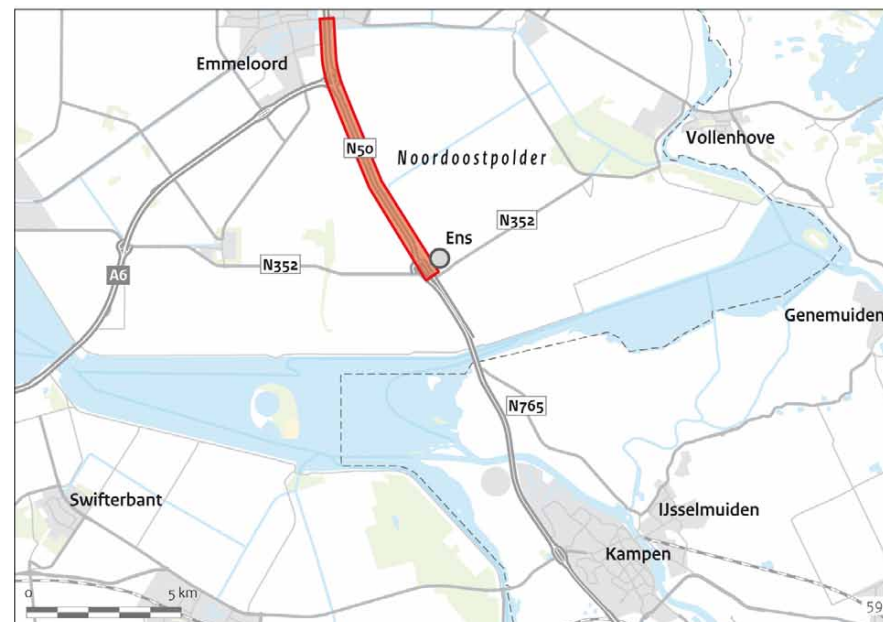 Emmeloord
Vollenhove
N50
Noordoostpolder
N352
Ens
N352
A6
Genemuiden
N765
Swifterbant
IJsselmuiden
Kampen
0 5 km
59